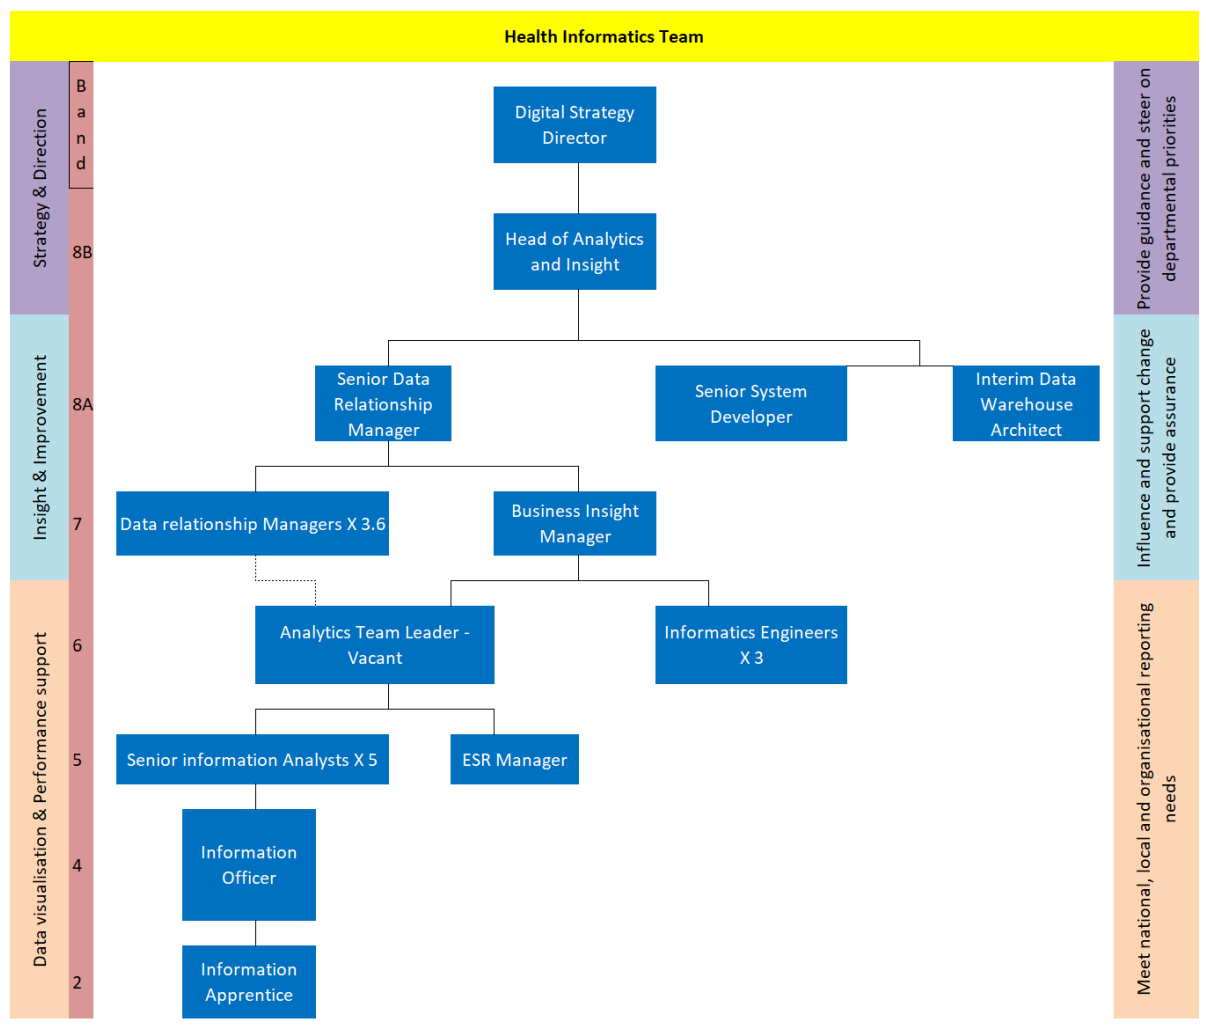 Health Informatics Team
Strategy & Direction
B
a
n
d
Digital Strategy
Director
Provide guidance and steer on
departmental priorities
8B
Head of Analytics
and Insight
Insight & Improvement
8A
Senior Data
Relationship
Manager
Senior System
Developer
Interim Data
Warehouse
Architect
Influence and support change
and provide assurance
7
Data relationship Managers X 3.6
Business Insight
Manager
Data visualisation & Performance support
6
Analytics Team Leader -
Vacant
Informatics Engineers
X 3
Meet national, local and organisational reporting
needs
5
Senior information Analysts X 5
ESR Manager
4
Information
Officer
2
Information
Apprentice